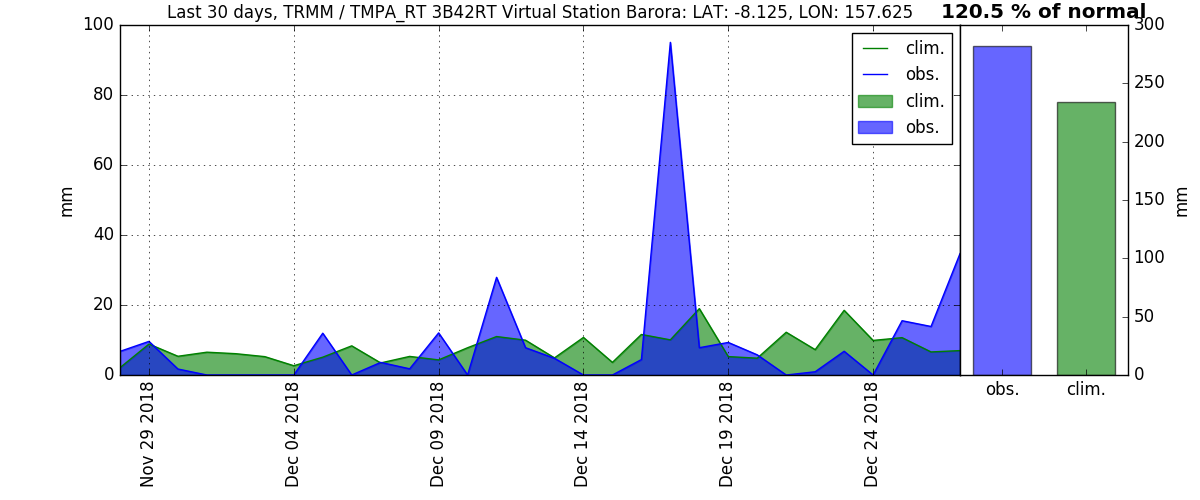 Last 30 days, TRMM / TMPA_RT 3B42RT Virtual Station Barora: LAT: -8.125, LON: 157.625
120.5 % of normal
100
80
60
40
20
0
mm
clim.
obs.
clim.
obs.
Nov 29 2018
Dec 04 2018
Dec 09 2018
Dec 14 2018
Dec 19 2018
Dec 24 2018
300
250
200
150
100
50
0
mm
obs.
clim.